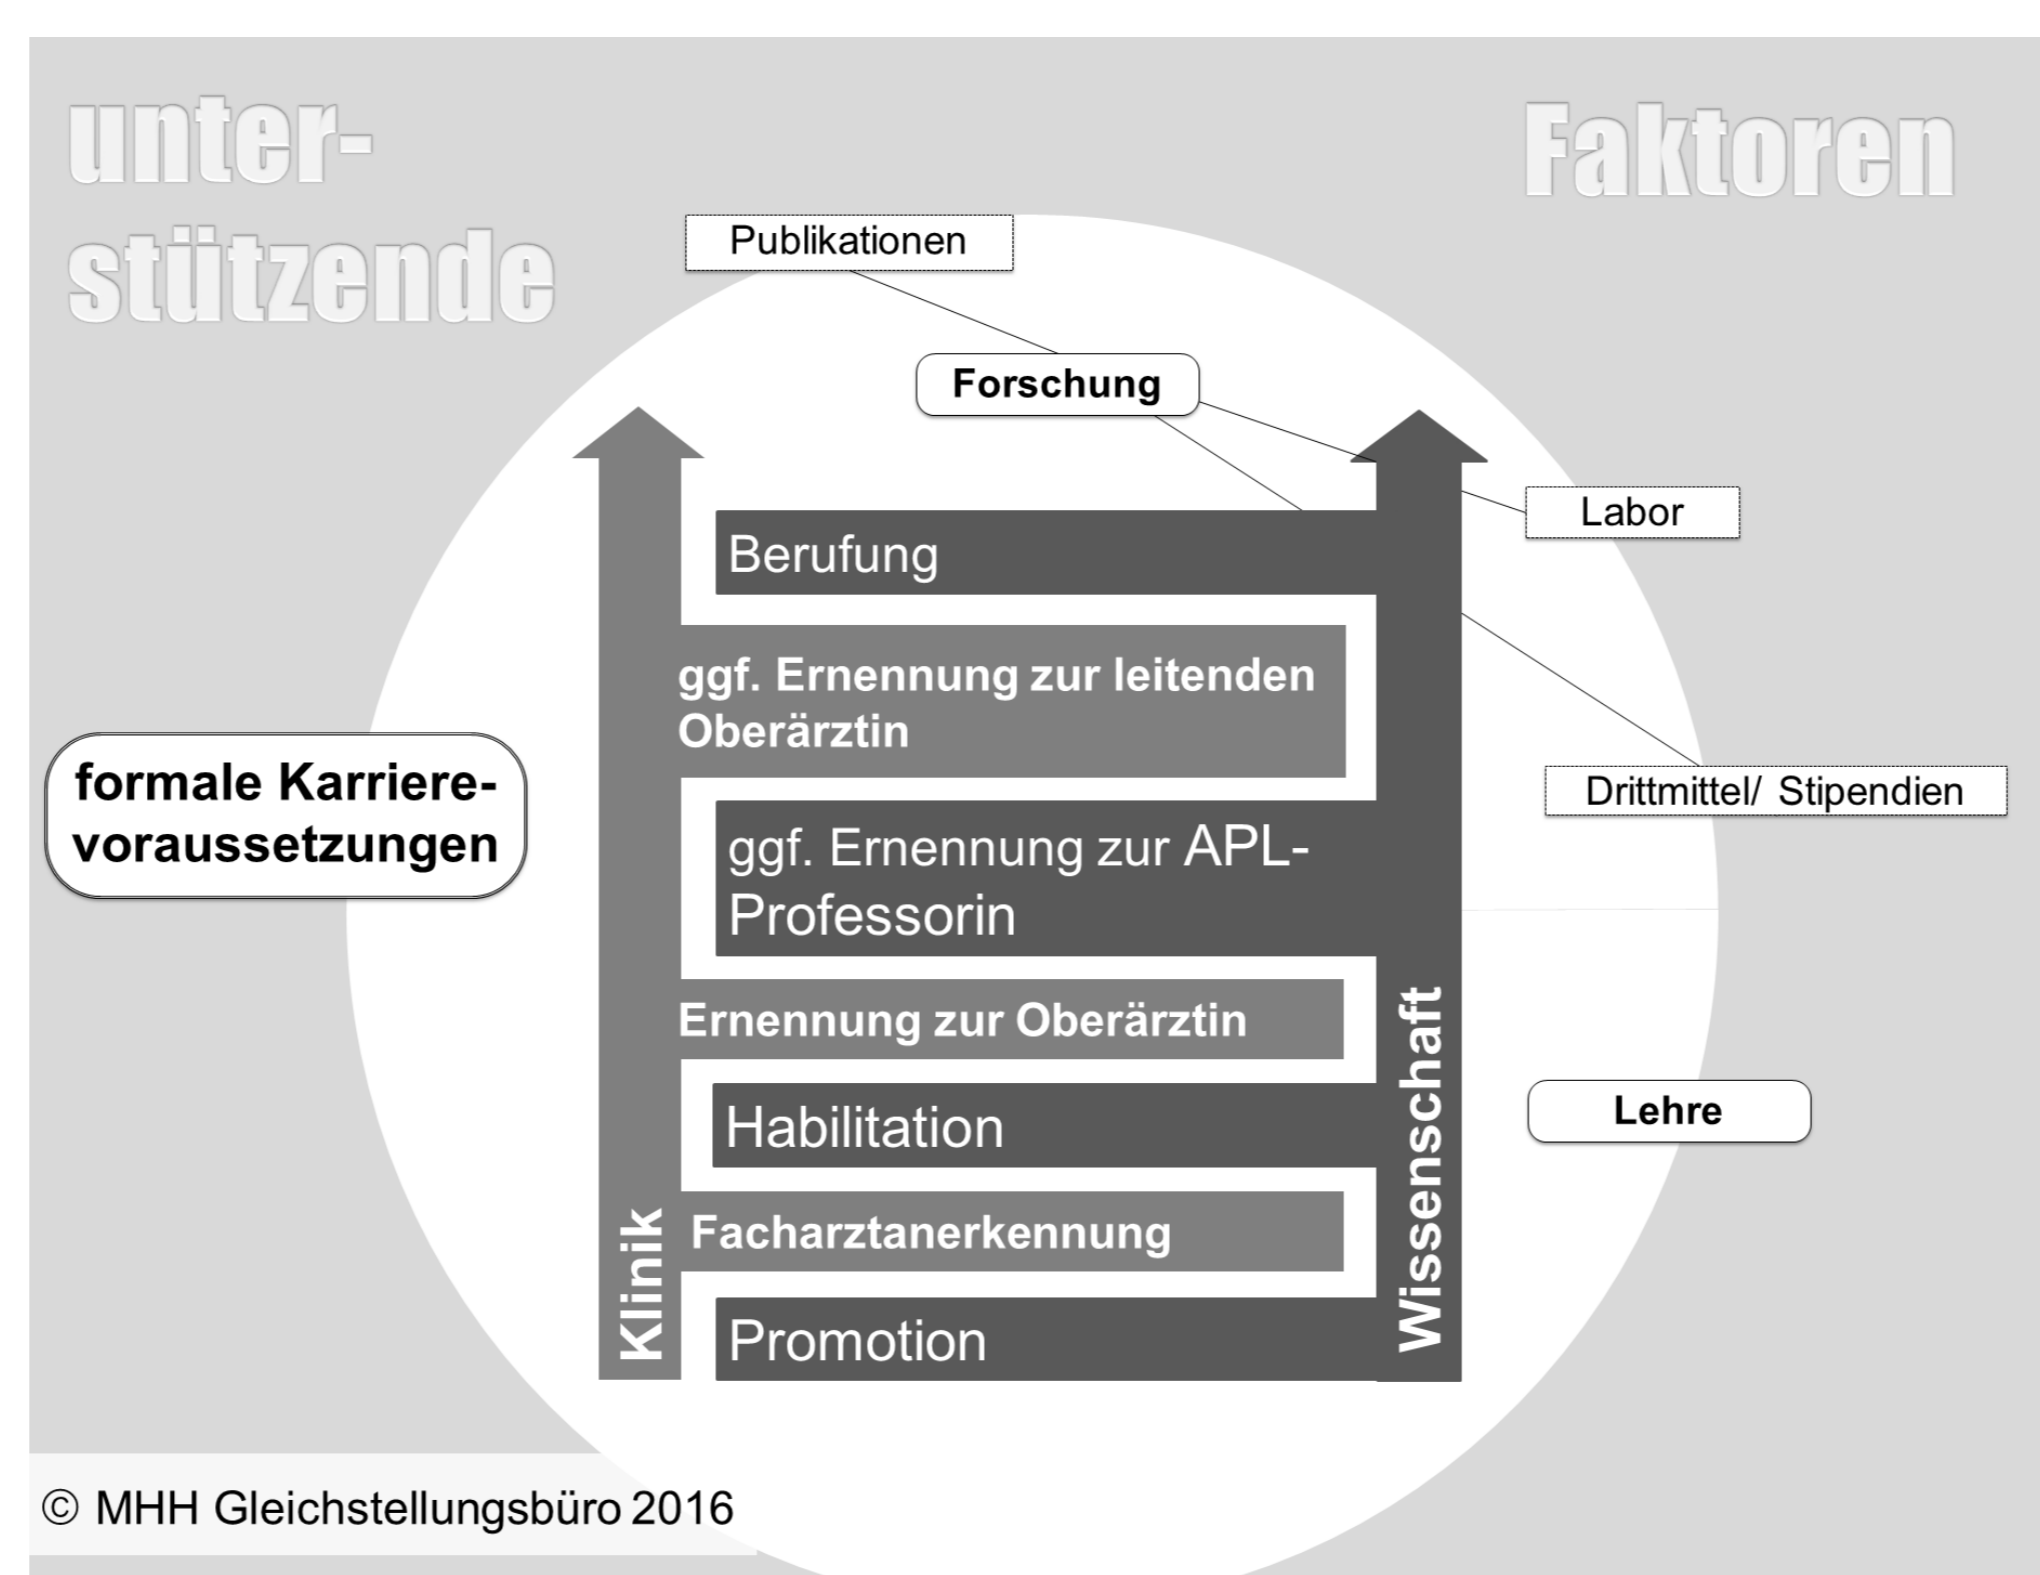 unter-
stützende
Faktoren
Publikationen
Forschung
Labor
Berufung
ggf. Ernennung zur leitenden
Oberärztin
formale Karriere-
voraussetzungen
Drittmittel/ Stipendien
ggf. Ernennung zur APL-
Professorin
Ernennung zur Oberärztin
Habilitation
Lehre
Facharztanerkennung
Promotion
Klinik
Wissenschaft
© MHH Gleichstellungsbüro 2016